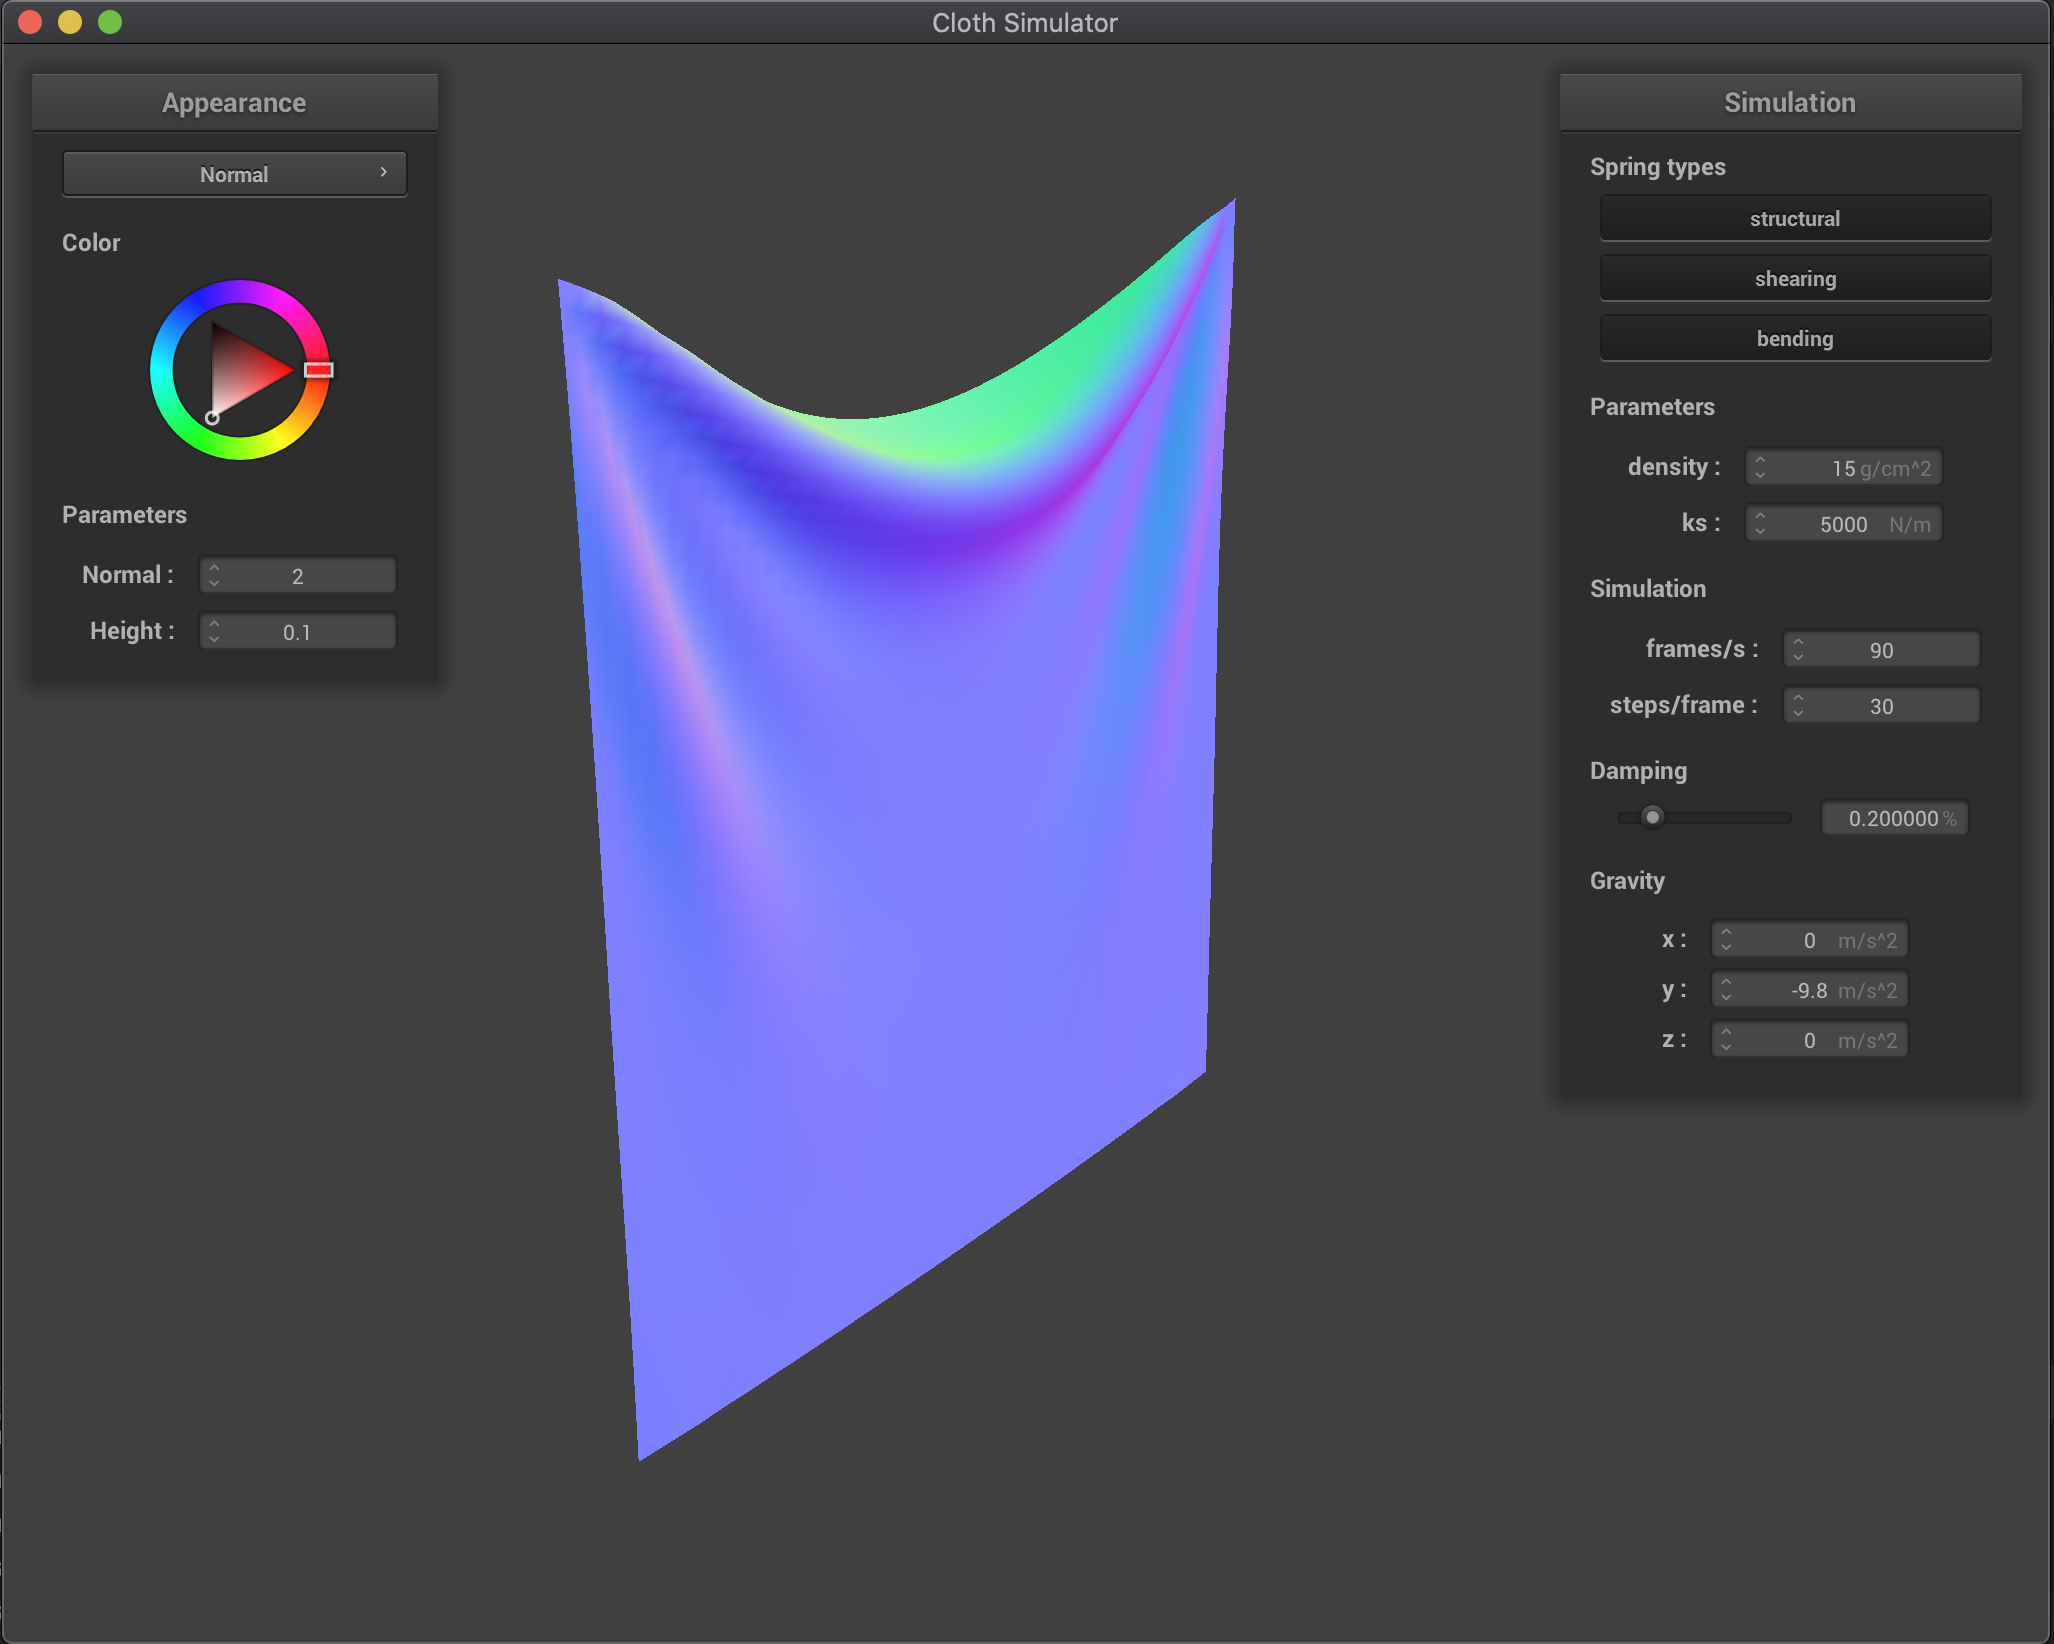 Cloth Simulator
Appearance
Normal
Color
Parameters
Normal : 2
Height : 0.1
Simulation
Spring types
structural
shearing
bending
Parameters
density : 15 g/cm^2
ks : 5000 N/m
Simulation
frames/s : 90
steps/frame : 30
Damping
0.200000 %
Gravity
x : 0 m/s^2
y : -9.8 m/s^2
z : 0 m/s^2